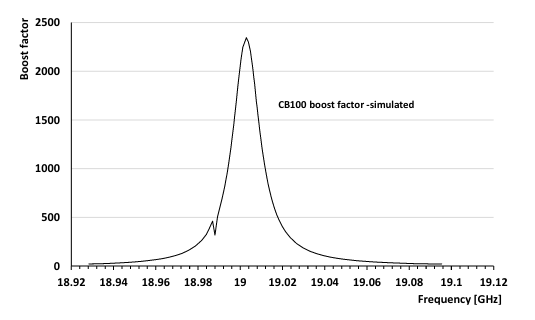 Boost factor
2500
2000
1500
1000
500
0
CB100 boost factor -simulated
18.92 18.94 18.96 18.98 19 19.02 19.04 19.06 19.08 19.1 19.12
Frequency [GHz]